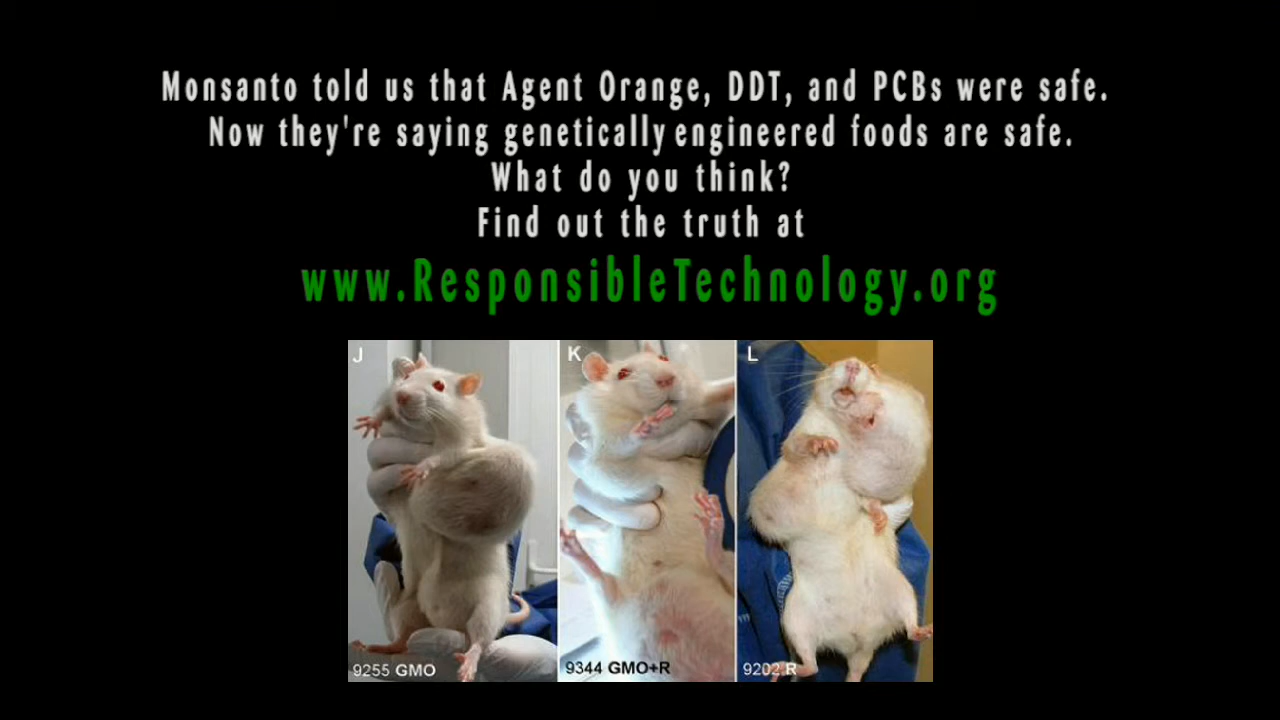 Monsanto told us that Agent Orange, DDT, and PCBs were safe.
Now they're saying genetically engineered foods are safe.
What do you think?
Find out the truth at
www.ResponsibleTechnology.org
J
K
L
9255 GMO
9344 GMO+R
9202 R